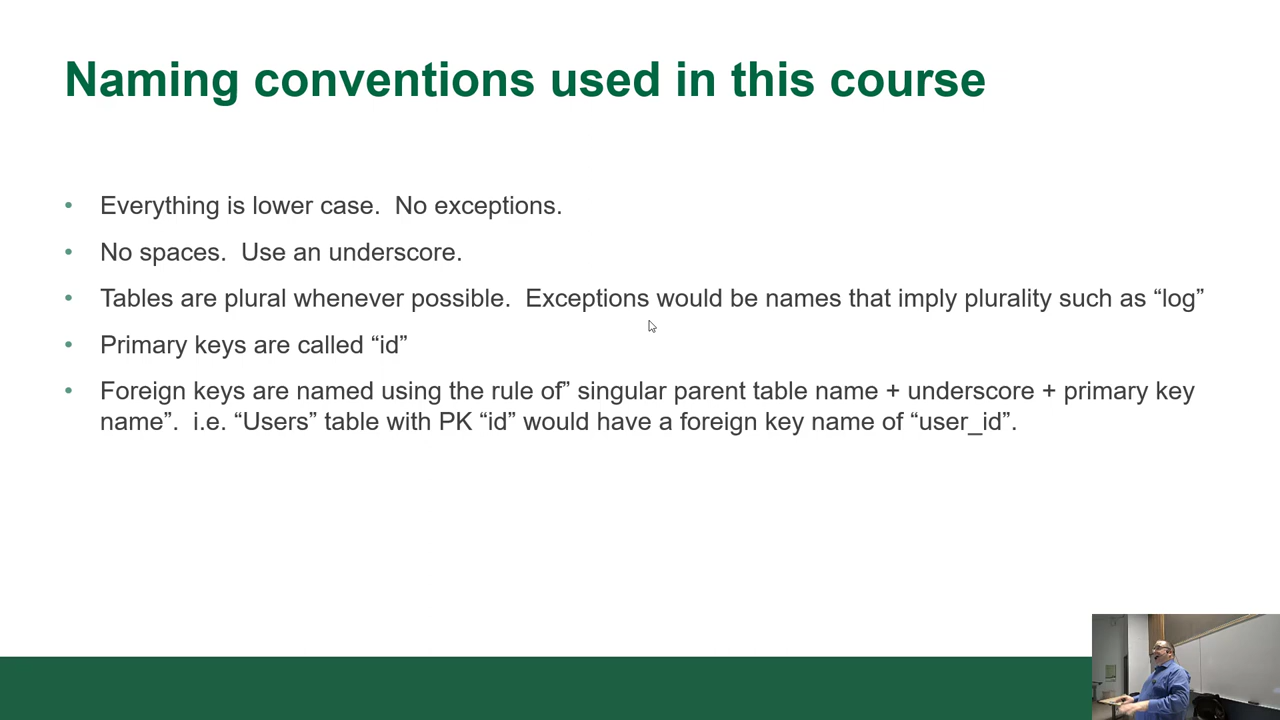 Naming conventions used in this course
• Everything is lower case.  No exceptions.
• No spaces.  Use an underscore.
• Tables are plural whenever possible.  Exceptions would be names that imply plurality such as “log”
• Primary keys are called “id”
• Foreign keys are named using the rule of” singular parent table name + underscore + primary key
name”.  i.e. “Users” table with PK “id” would have a foreign key name of “user_id”.